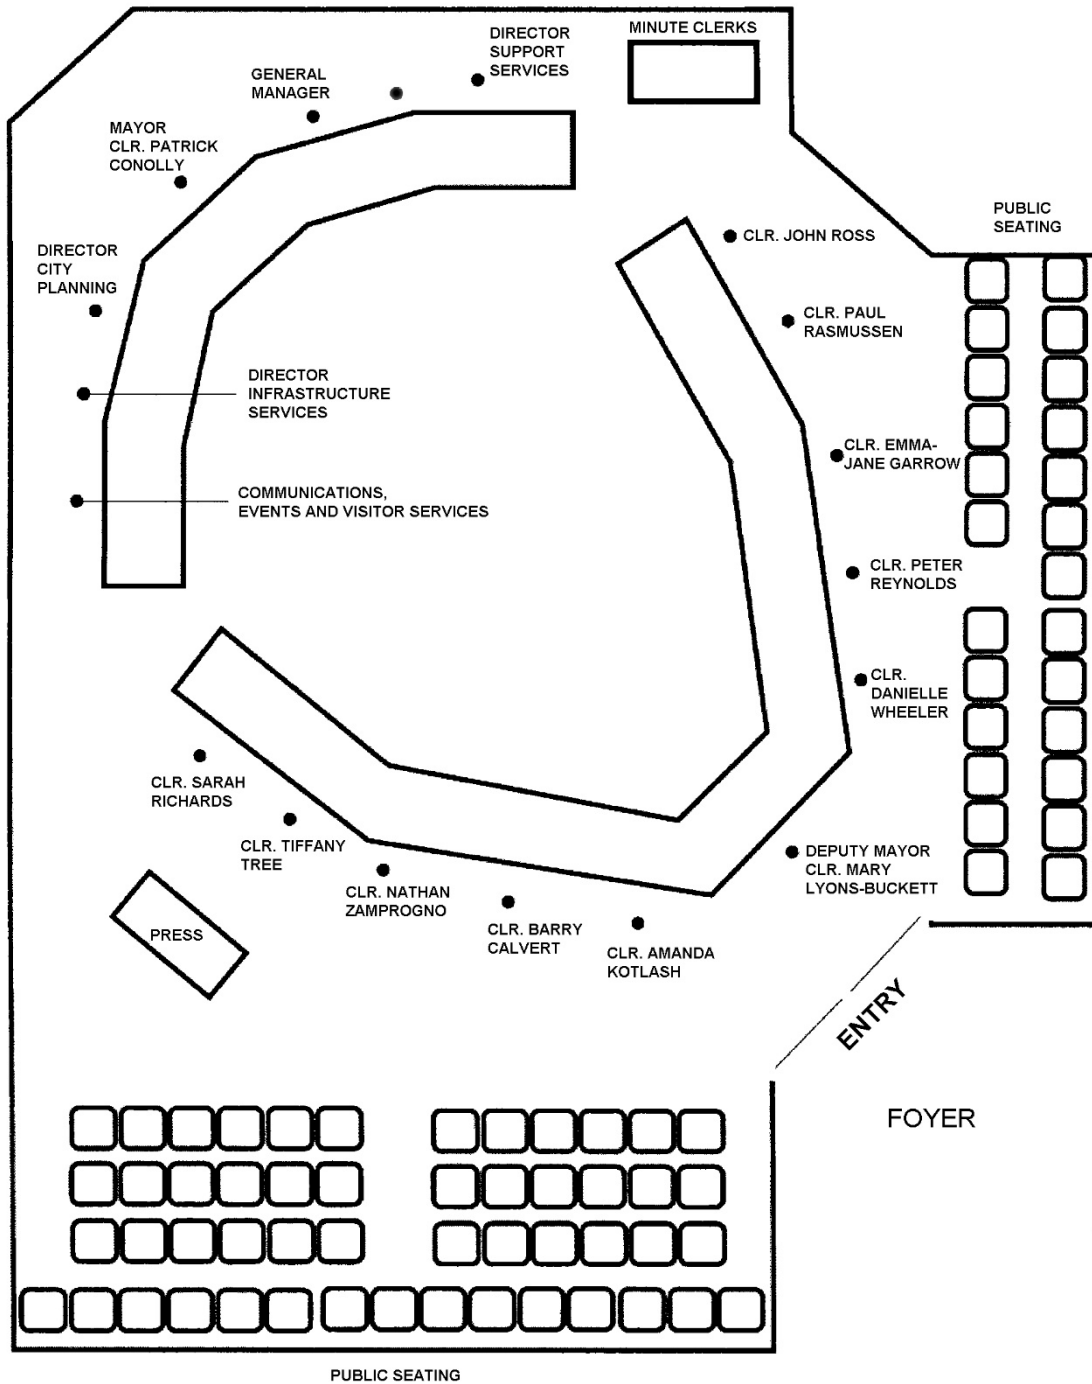 MINUTE CLERKS
DIRECTOR
SUPPORT
SERVICES
GENERAL
MANAGER
MAYOR
CLR. PATRICK
CONOLLY
DIRECTOR
CITY
PLANNING
DIRECTOR
INFRASTRUCTURE
SERVICES
COMMUNICATIONS,
EVENTS AND VISITOR SERVICES
PUBLIC
SEATING
CLR. JOHN ROSS
CLR. PAUL
RASMUSSEN
CLR. EMMA-
JANE GARROW
CLR. PETER
REYNOLDS
CLR.
DANIELLE
WHEELER
DEPUTY MAYOR
CLR. MARY
LYONS-BUCKETT
CLR. SARAH
RICHARDS
CLR. TIFFANY
TREE
CLR. NATHAN
ZAMPROGNO
CLR. BARRY
CALVERT
CLR. AMANDA
KOTLASH
PRESS
ENTRY
FOYER
PUBLIC SEATING